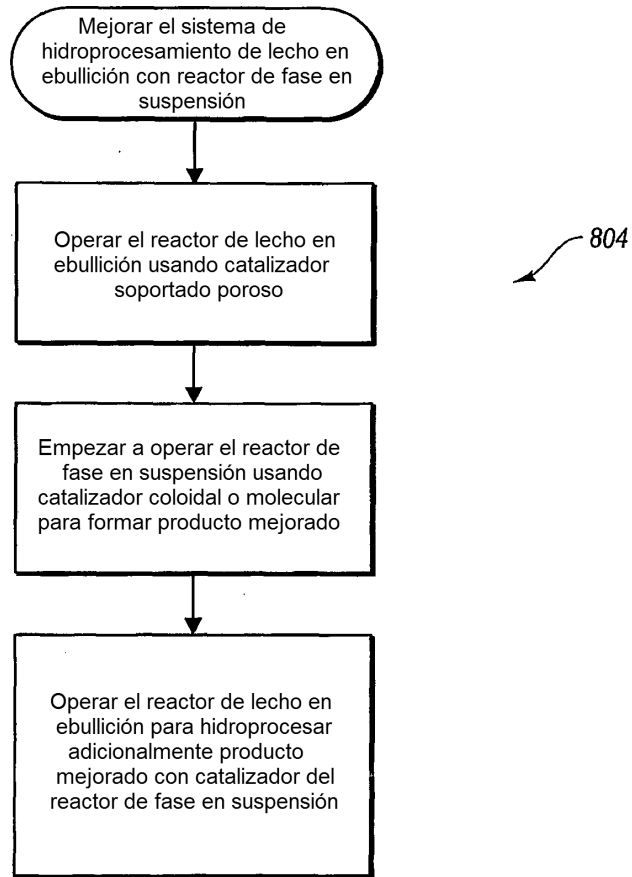 Mejorar el sistema de
hidroprocesamiento de lecho en
ebullición con reactor de fase en
suspensión
804
Operar el reactor de lecho en
ebullición usando catalizador
soportado poroso
Empezar a operar el reactor de
fase en suspensión usando
catalizador coloidal o molecular
para formar producto mejorado
Operar el reactor de lecho en
ebullición para hidroprocesar
adicionalmente producto
mejorado con catalizador del
reactor de fase en suspensión